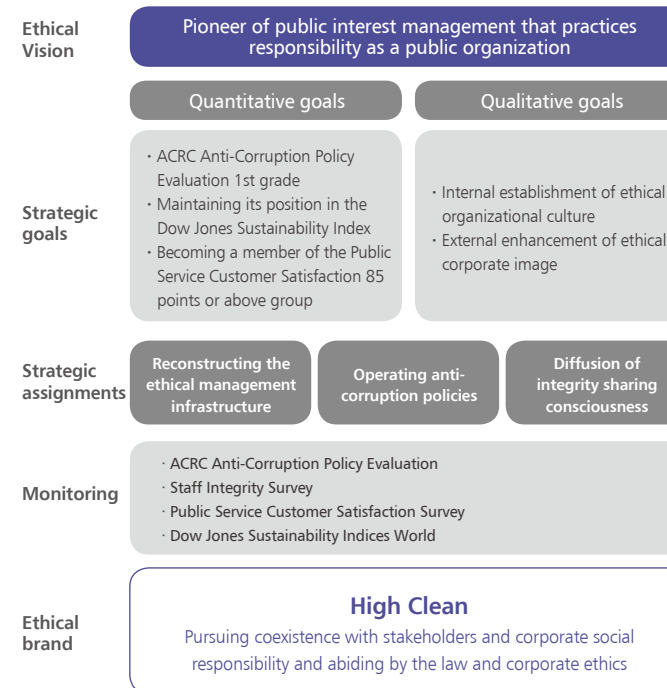 Ethical
Vision
Pioneer of public interest management that practices
responsibility as a public organization
Quantitative goals
Qualitative goals
Strategic
goals
· ACRC Anti-Corruption Policy
Evaluation 1st grade
· Maintaining its position in the
Dow Jones Sustainability Index
· Becoming a member of the Public
Service Customer Satisfaction 85
points or above group
· Internal establishment of ethical
organizational culture
· External enhancement of ethical
corporate image
Strategic
assignments
Reconstructing the
ethical management
infrastructure
Operating anti-
corruption policies
Diffusion of
integrity sharing
consciousness
Monitoring
· ACRC Anti-Corruption Policy Evaluation
· Staff Integrity Survey
· Public Service Customer Satisfaction Survey
· Dow Jones Sustainability Indices World
Ethical
brand
High Clean
Pursuing coexistence with stakeholders and corporate social
responsibility and abiding by the law and corporate ethics